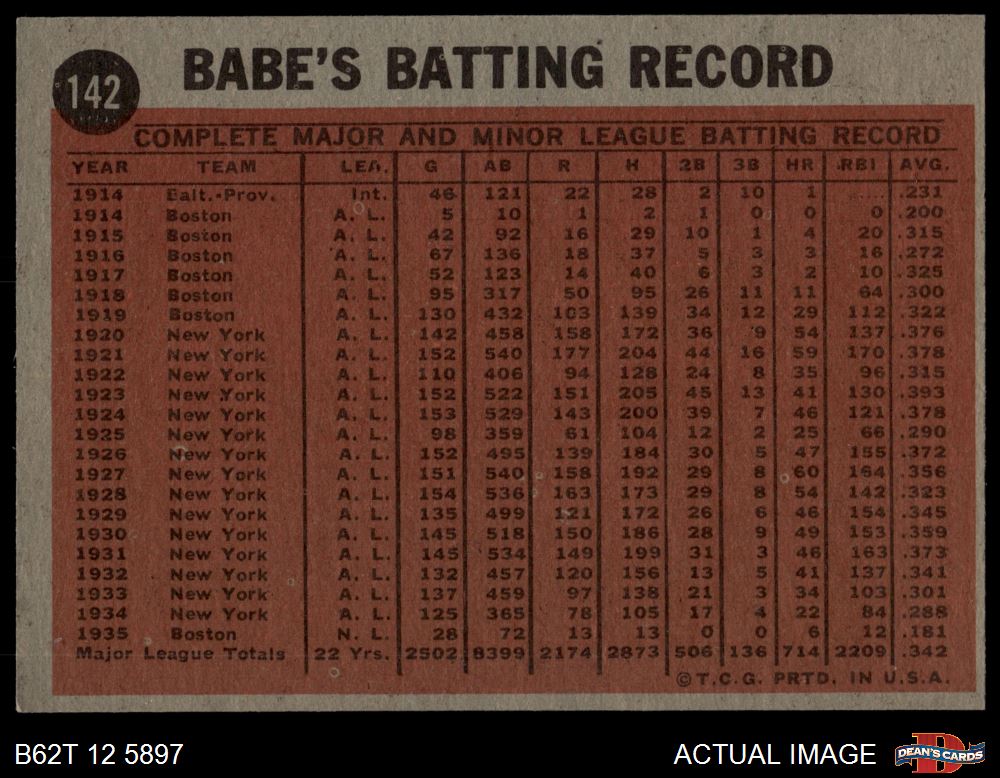 142
BABE'S BATTING RECORD
COMPLETE MAJOR AND MINOR LEAGUE BATTING RECORD
YEAR TEAM LEA. G AB R H 2B 3B HR RBI AVG.
1914 Balt.-Prov. Int. 46 121 22 28 2 10 1 .... .231
1914 Boston A. L. 5 10 1 2 1 0 0 0 .200
1915 Boston A. L. 42 92 16 29 10 1 4 20 .315
1916 Boston A. L. 67 136 18 37 5 3 3 16 .272
1917 Boston A. L. 52 123 14 40 6 3 2 10 .325
1918 Boston A. L. 95 317 50 95 26 11 11 64 .300
1919 Boston A. L. 130 432 103 139 34 12 29 112 .322
1920 New York A. L. 142 458 158 172 36 9 54 137 .376
1921 New York A. L. 152 540 177 204 44 16 59 170 .378
1922 New York A. L. 110 406 94 128 24 8 35 96 .315
1923 New York A. L. 152 522 151 205 45 13 41 130 .393
1924 New York A. L. 153 529 143 200 39 7 46 121 .378
1925 New York A. L. 98 359 61 104 12 2 25 66 .290
1926 New York A. L. 152 495 139 184 30 5 47 155 .372
1927 New York A. L. 151 540 158 192 29 8 60 164 .356
1928 New York A. L. 154 536 163 173 29 8 54 142 .323
1929 New York A. L. 135 499 121 172 26 6 46 154 .345
1930 New York A. L. 145 518 150 186 28 9 49 153 .359
1931 New York A. L. 145 534 149 199 31 3 46 163 .373
1932 New York A. L. 132 457 120 156 13 5 41 137 .341
1933 New York A. L. 137 459 97 138 21 3 34 103 .301
1934 New York A. L. 125 365 78 105 17 4 22 84 .288
1935 Boston N. L. 28 72 13 13 0 0 6 12 .181
Major League Totals 22 Yrs. 2502 8399 2174 2873 506 136 714 2209 .342
©T.C.G. PRTD. IN U.S.A.
B62T 12 5897
ACTUAL IMAGE
DEAN'S CARDS